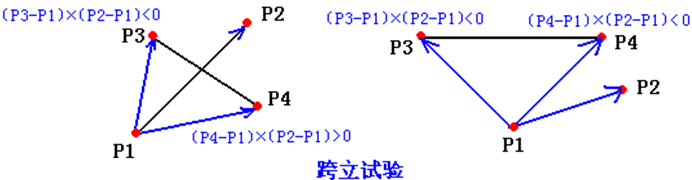 (P3-P1)×(P2-P1)<0
P2
P3
P4
P1
(P4-P1)×(P2-P1)>0
(P3-P1)×(P2-P1)<0
(P4-P1)×(P2-P1)<0
P3
P4
P2
P1
跨立试验